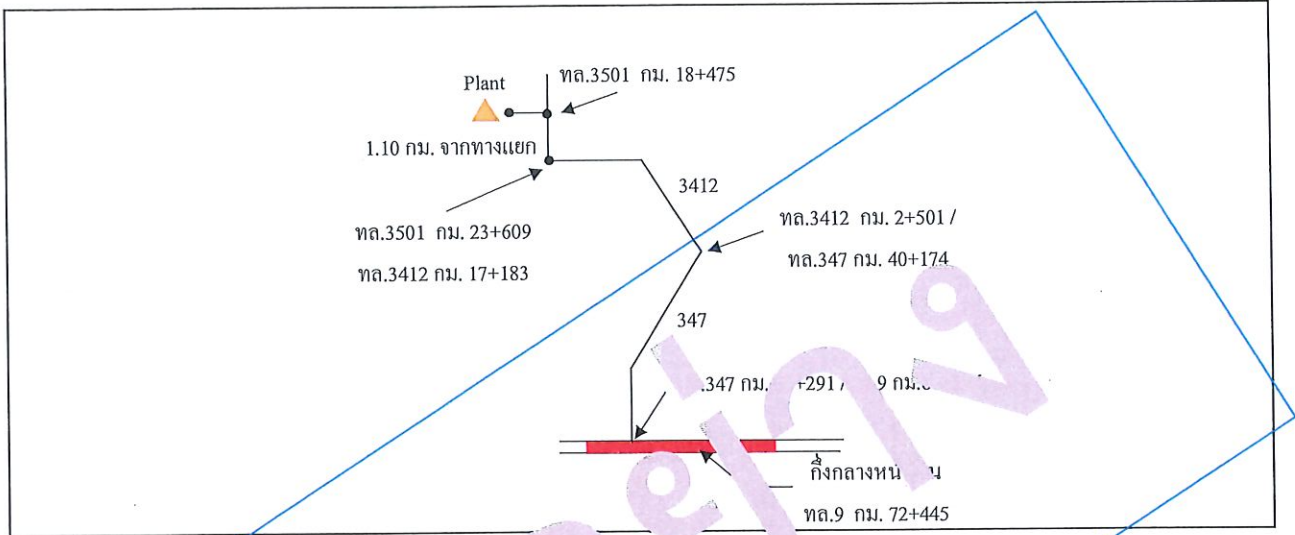 Plant
ทล.3501 กม. 18+475
1.10 กม. จากทางแยก
3412
ทล.3501 กม. 23+609
ทล.3412 กม. 17+183
ทล.3412 กม. 2+501 /
ทล.347 กม. 40+174
347
.347 กม. +291 / 9 กม.
กึ่งกลาง
ทล.9 กม. 72+445